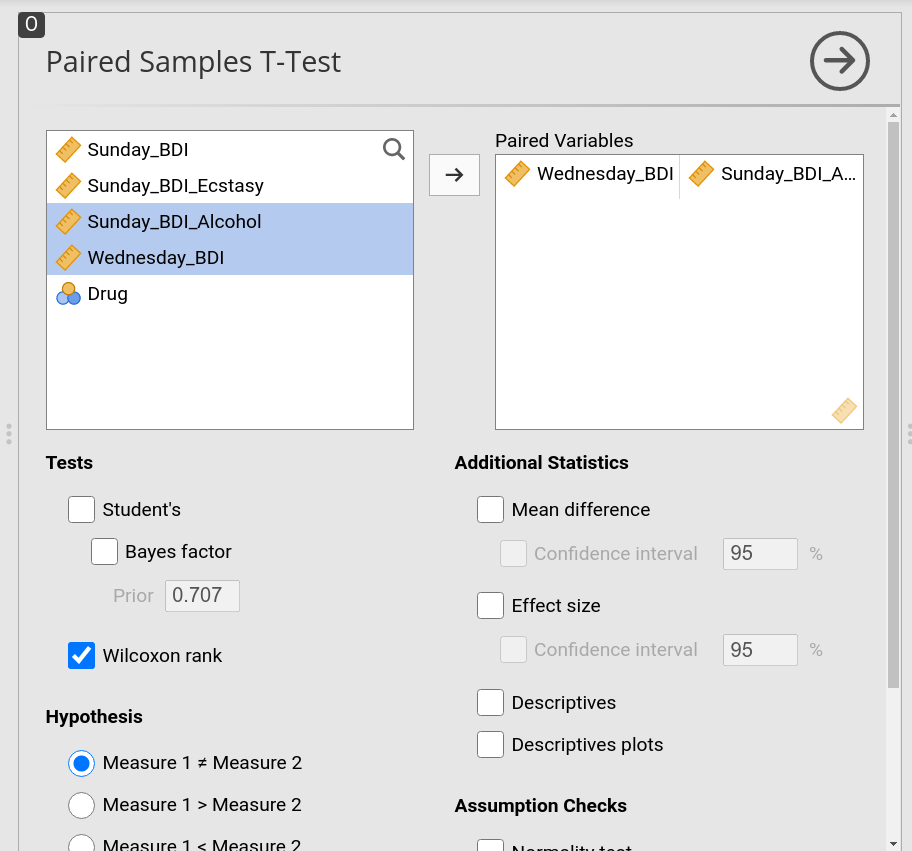 O
Paired Samples T-Test
Sunday_BDI
Sunday_BDI_Ecstasy
Sunday_BDI_Alcohol
Wednesday_BDI
Drug
Paired Variables
Wednesday_BDI Sunday_BDI_A...
Tests
Student's
Bayes factor
Prior 0.707
Wilcoxon rank
Hypothesis
Measure 1 ≠ Measure 2
Measure 1 > Measure 2
Measure 1 < Measure 2
Additional Statistics
Mean difference
Confidence interval 95 %
Effect size
Confidence interval 95 %
Descriptives
Descriptives plots
Assumption Checks
Normality test